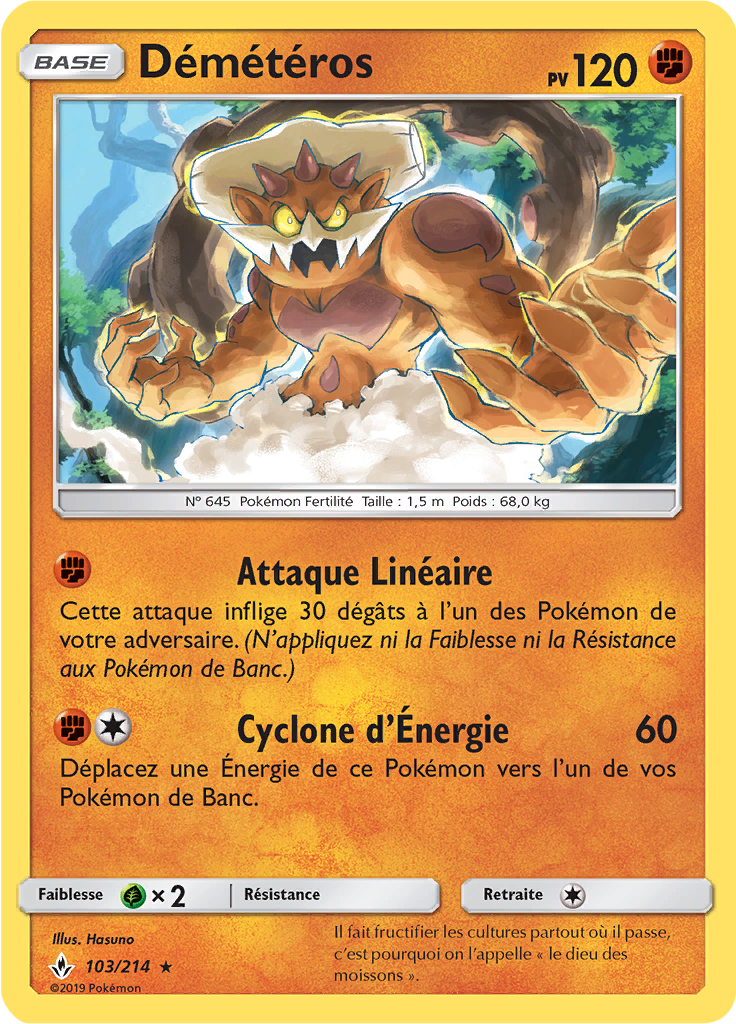 BASE Démétéros PV 120
N° 645 Pokémon Fertilité Taille : 1,5 m Poids : 68,0 kg
Attaque Linéaire
Cette attaque inflige 30 dégâts à l'un des Pokémon de
votre adversaire. (N'appliquez ni la Faiblesse ni la Résistance
aux Pokémon de Banc.)
Cyclone d'Énergie 60
Déplacez une Énergie de ce Pokémon vers l'un de vos
Pokémon de Banc.
Faiblesse × 2 Résistance Retraite
Illus. Hasuno
103/214 ★
©2019 Pokémon
Il fait fructifier les cultures partout où il passe,
c'est pourquoi on l'appelle « le dieu des
moissons ».